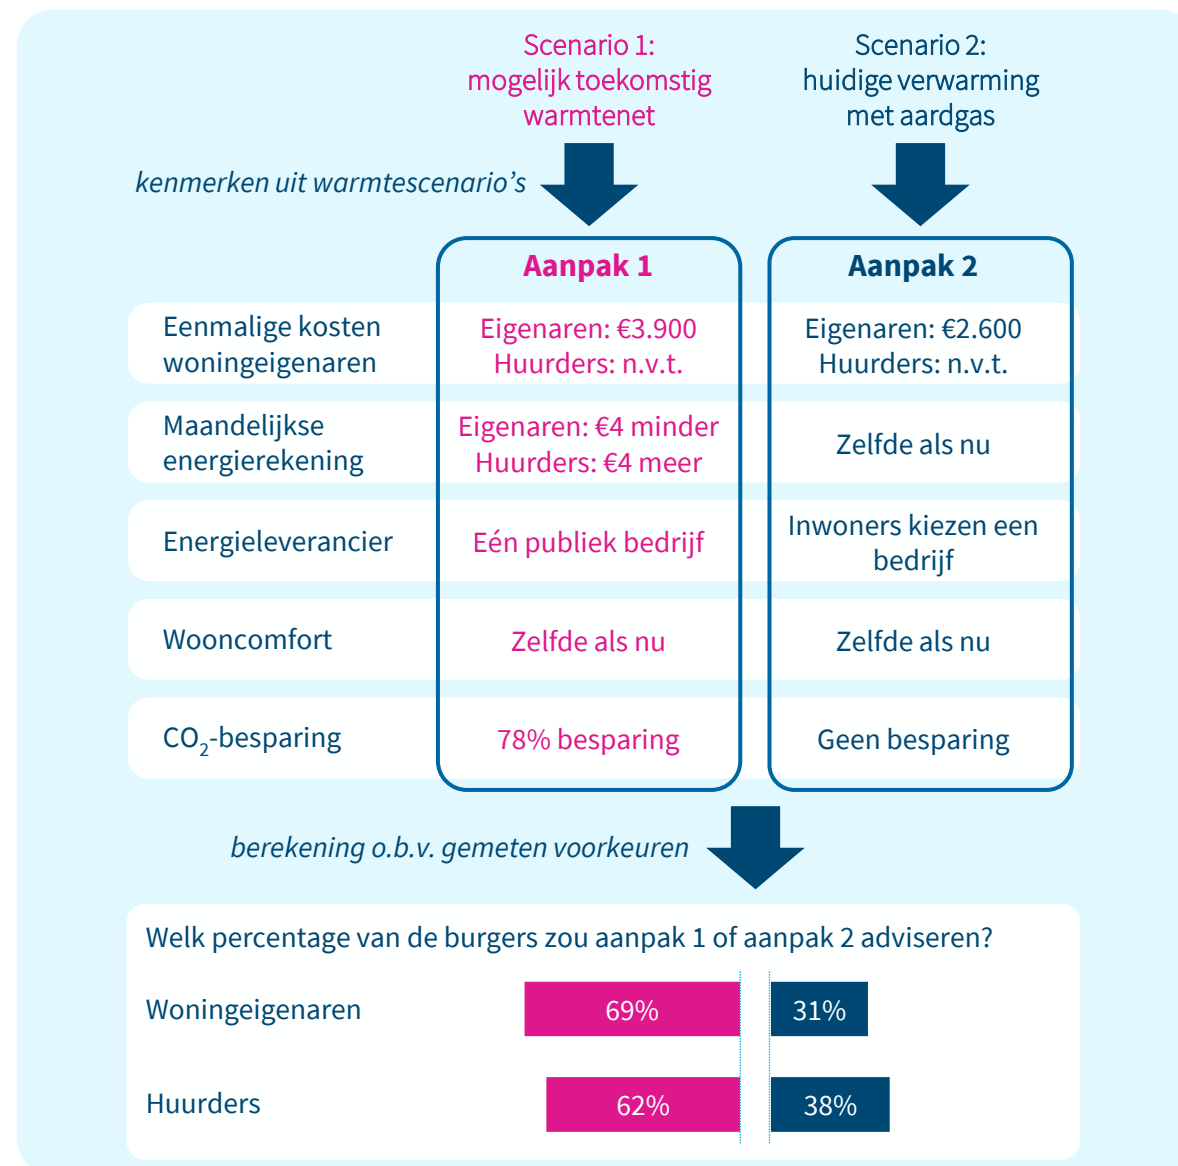 Scenario 1:
mogelijk toekomstig
warmtenet
Scenario 2:
huidige verwarming
met aardgas
kenmerken uit warmtescenario's
Aanpak 1
Aanpak 2
Eenmalige kosten
woningeigenaren
Eigenaren: €3.900
Huurders: n.v.t.
Eigenaren: €2.600
Huurders: n.v.t.
Maandelijkse
energierekening
Eigenaren: €4 minder
Huurders: €4 meer
Zelfde als nu
Energieleverancier
Eén publiek bedrijf
Inwoners kiezen een
bedrijf
Wooncomfort
Zelfde als nu
Zelfde als nu
CO₂-besparing
78% besparing
Geen besparing
berekening o.b.v. gemeten voorkeuren
Welk percentage van de burgers zou aanpak 1 of aanpak 2 adviseren?
Woningeigenaren
69%
31%
Huurders
62%
38%